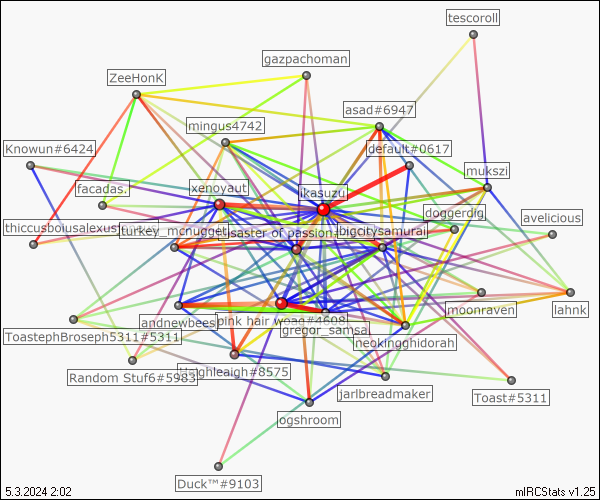 tescoroll
gazpachoman
ZeeHonK
asad#6947
mingus4742
default#0617
Knowun#6424
mukszi
xenoyaut
ikasuzu
facadas.
doggerdig
avelicious
thiccusboiusalexus
turkey_mcnugget
disaster of passion
bigcitysamurai
moonraven
lahnk
andnewbees
pink hair woag#4608
gregor_samsa
ToastephBroseph5311#5311
neokingghidorah
Random Stuf6#5983
Highleigh#8575
jarlbreadmaker
Toast#5311
ogshroom
Duck™#9103
5.3.2024 2:02
mIRCStats v1.25